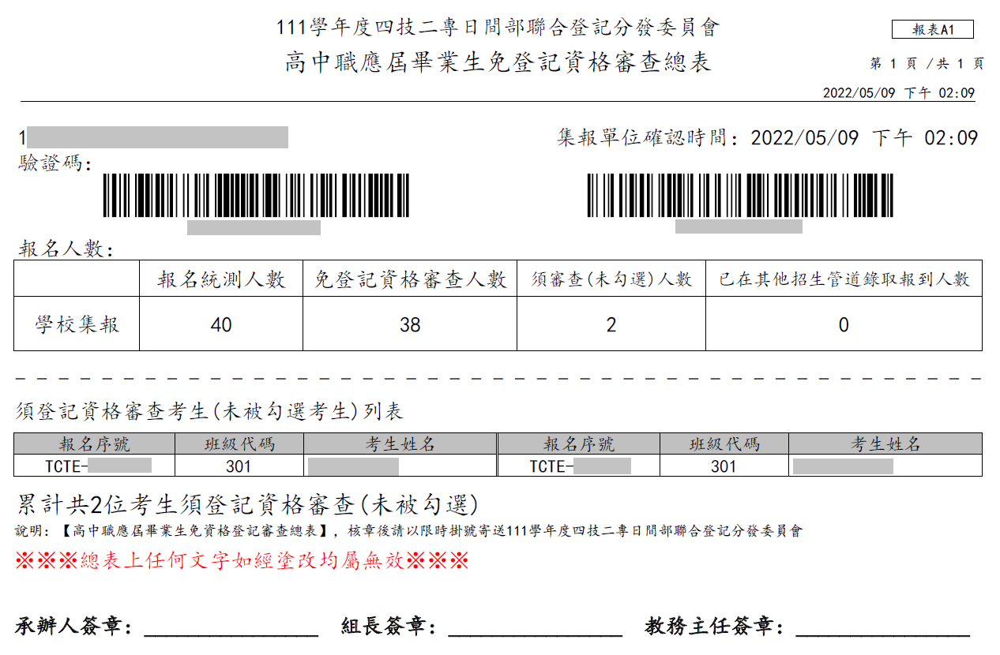 111學年度四技二專日間部聯合登記分發委員會
報表A1
高中職應屆畢業生免登記資格審查總表
第 1 頁 /共 1 頁
2022/05/09 下午 02:09
1
集報單位確認時間: 2022/05/09 下午 02:09
驗證碼:
報名人數:
報名統測人數 免登記資格審查人數 須審查(未勾選)人數 已在其他招生管道錄取報到人數
學校集報 40 38 2 0
須登記資格審查考生(未被勾選考生)列表
報名序號 班級代碼 考生姓名 報名序號 班級代碼 考生姓名
TCTE- 301 TCTE- 301
累計共2位考生須登記資格審查(未被勾選)
說明: 【高中職應屆畢業生免資格登記審查總表】, 核章後請以限時掛號寄送111學年度四技二專日間部聯合登記分發委員會
※※※總表上任何文字如經塗改均屬無效※※※
承辦人簽章: ________________ 組長簽章: ________________ 教務主任簽章: ________________